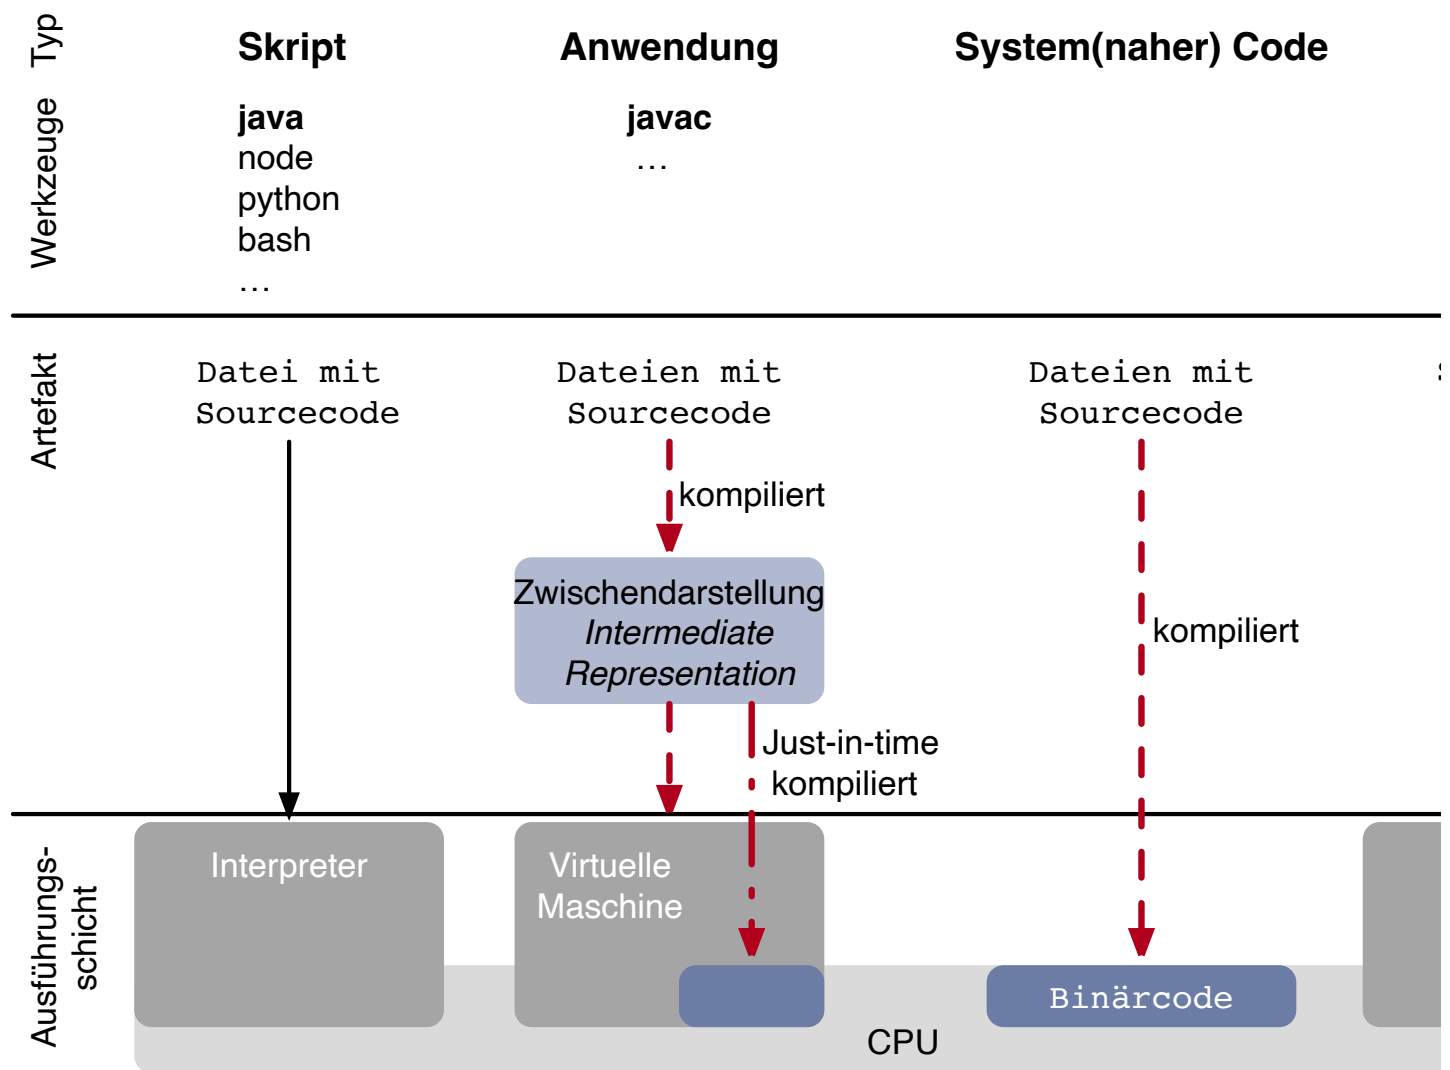 Typ
Skript
Anwendung
System(naher) Code
Werkzeuge
java
node
python
bash
…
javac
…
Artefakt
Datei mit
Sourcecode
Dateien mit
Sourcecode
Dateien mit
Sourcecode
kompiliert
Zwischendarstellung
Intermediate
Representation
kompiliert
Just-in-time
kompiliert
Ausführungs-
schicht
Interpreter
Virtuelle
Maschine
Binärcode
CPU